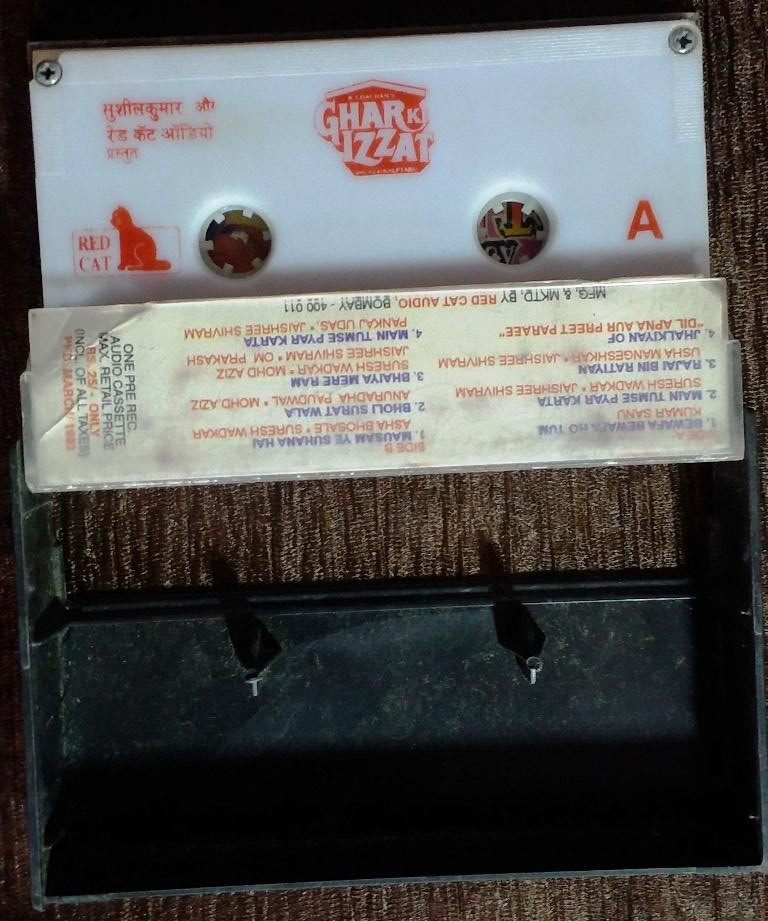 सुशीलकुमार और
रेड कॅट ऑडियो
प्रस्तुत
GHAR KI
IZZAT
RED
CAT
A
SIDE A
1. BEWAFA BEWAFA HO TUM
KUMAR SANU
2. MAIN TUMSE PYAR KARTA
SURESH WADKAR * JAISHREE SHIVRAM
3. RAJAI BIN RATIYAN
USHA MANGESHKAR * JAISHREE SHIVRAM
4. JHALKIYAN OF
"DIL APNA AUR PREET PARAEE"
SIDE B
1. MAUSAM YE SUHANA HAI
ASHA BHOSALE * SURESH WADKAR
2. BHOLI SURAT WALA
ANURADHA PAUDWAL * MOHD.AZIZ
3. BHAIYA MERE RAM
SURESH WADKAR * MOHD AZIZ
JAISHREE SHIVRAM * OM PRAKASH
4. MAIN TUMSE PYAR KARTA
PANKAJ UDAS, * JAISHREE SHIVRAM
MFG. & MKTD, BY RED CAT AUDIO, BOMBAY - 400 011
ONE PRE REC.
AUDIO CASSETTE
MAX. RETAIL PRICE
RS. 25/- ONLY
(INCL. OF ALL TAXES)
MARCH